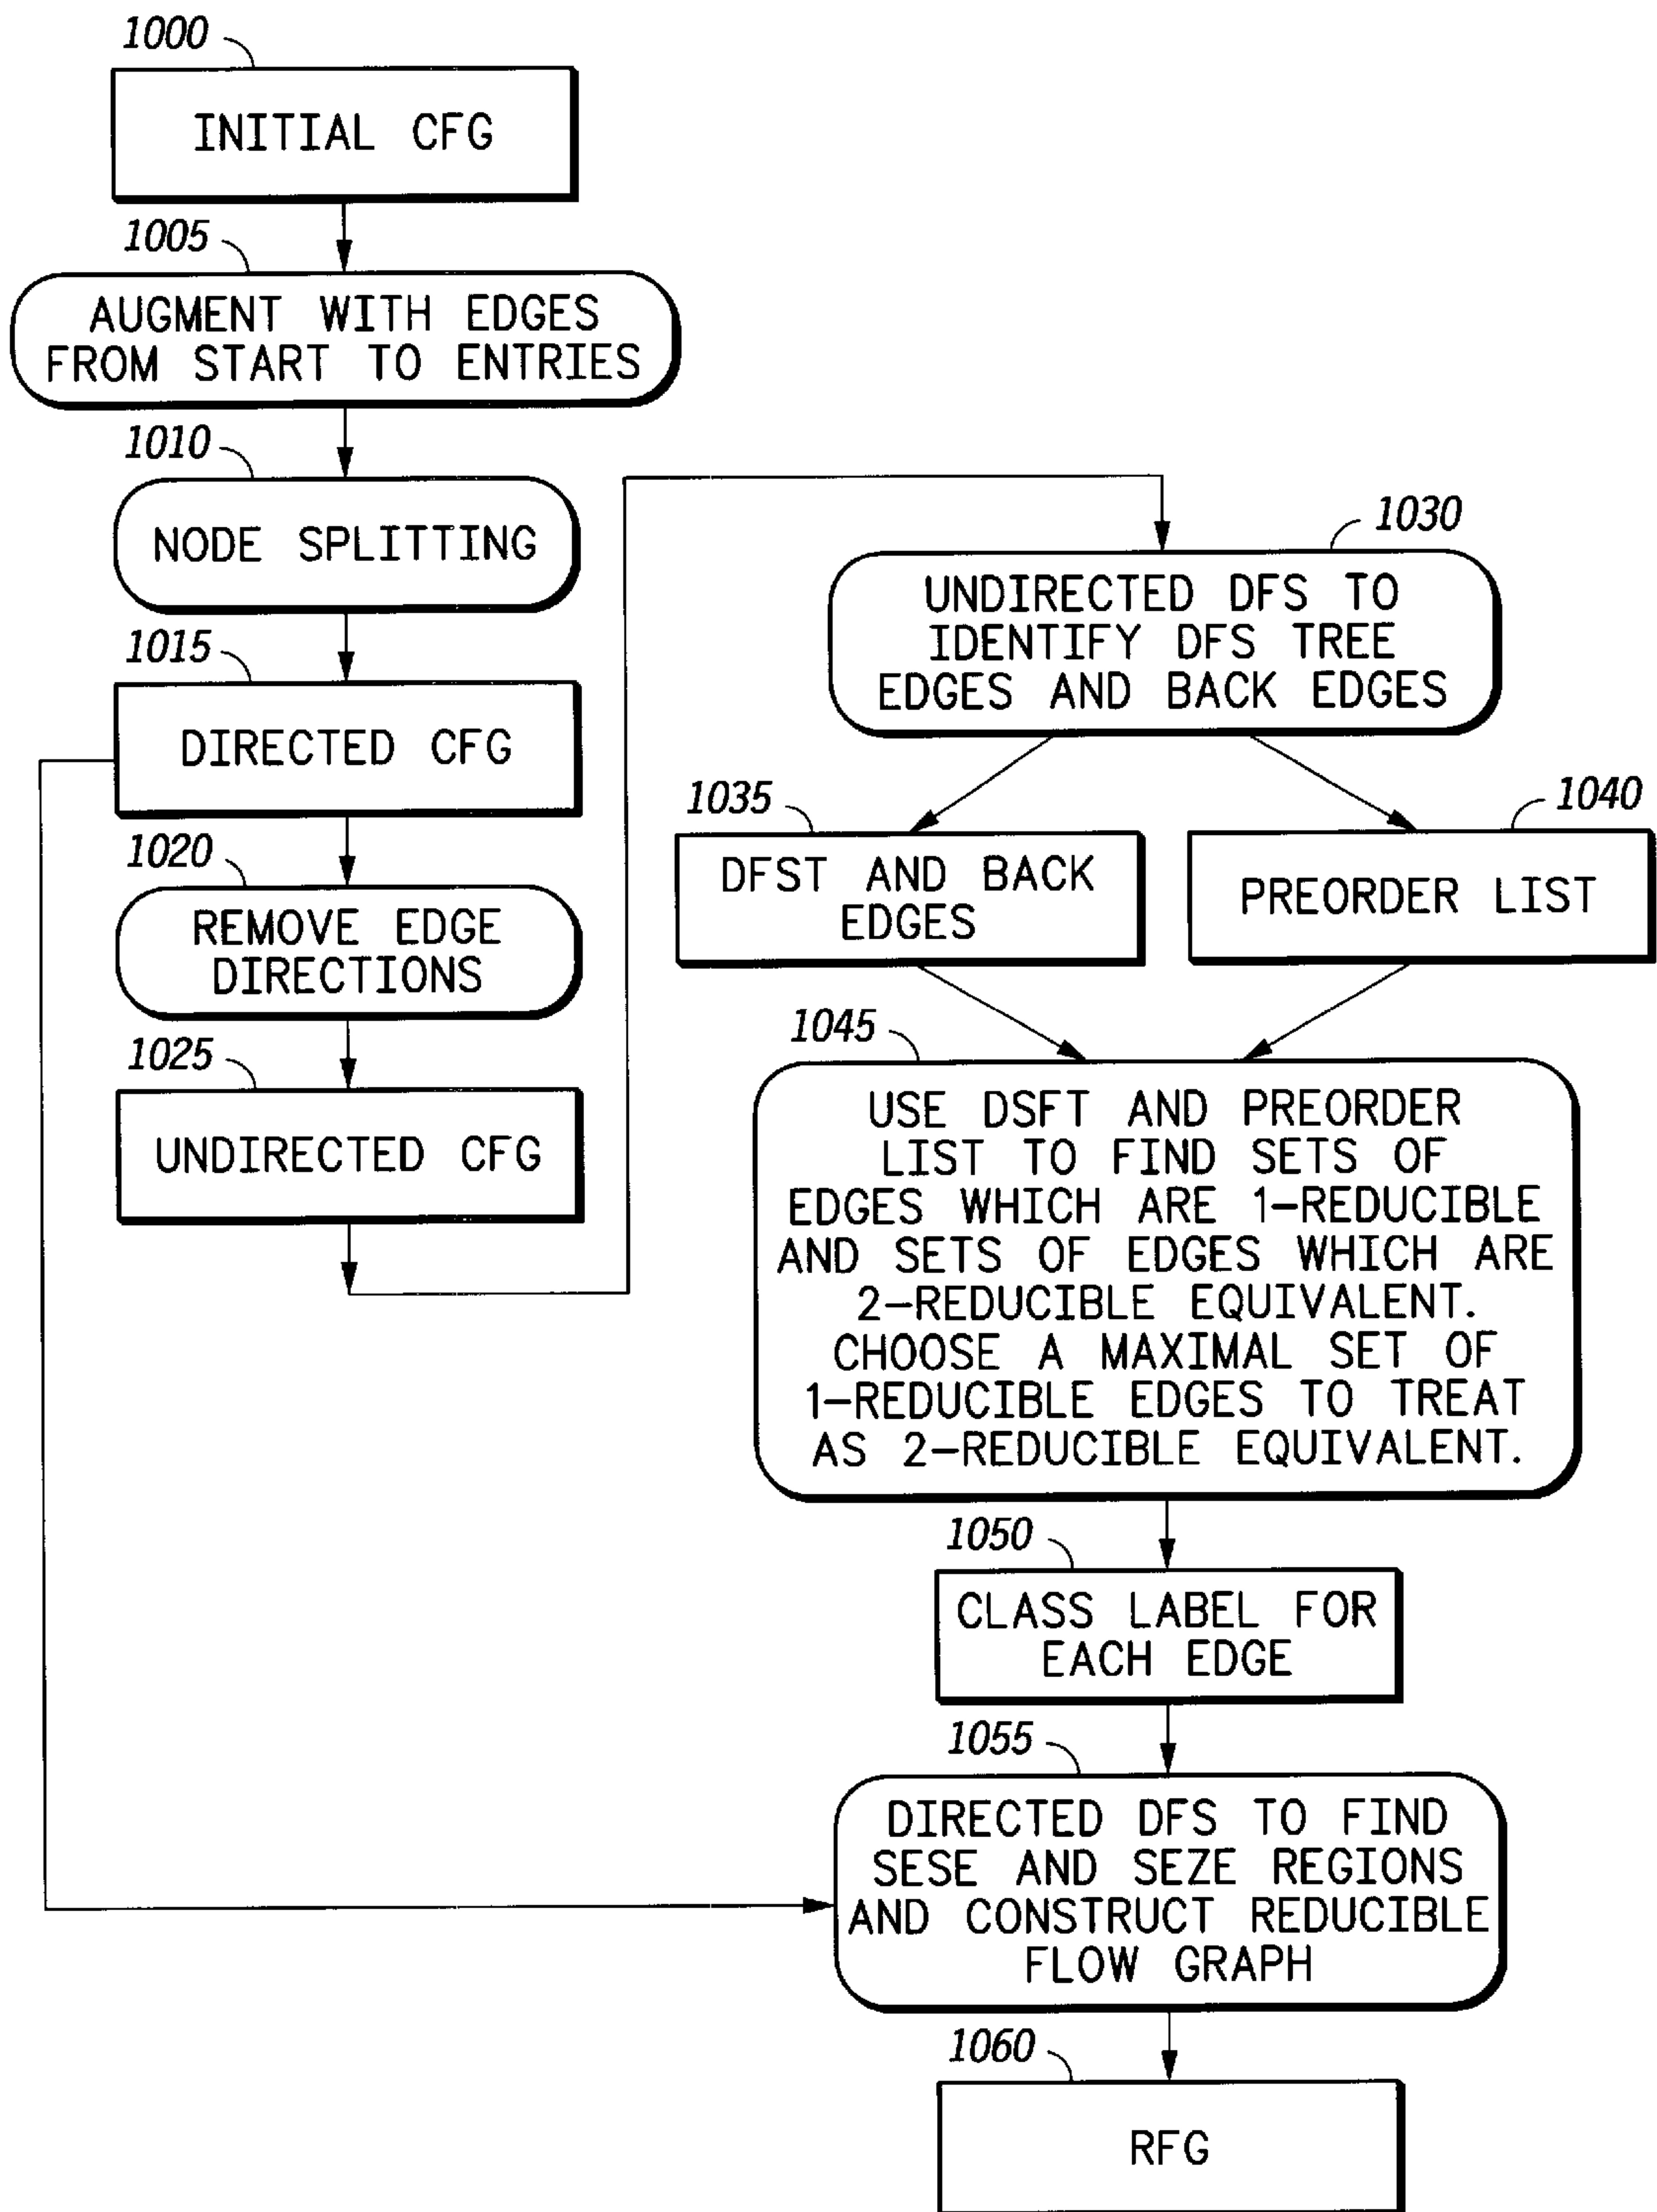 1000
INITIAL CFG
1005
AUGMENT WITH EDGES
FROM START TO ENTRIES
1010
NODE SPLITTING
1015
DIRECTED CFG
1020
REMOVE EDGE
DIRECTIONS
1025
UNDIRECTED CFG
1030
UNDIRECTED DFS TO
IDENTIFY DFS TREE
EDGES AND BACK EDGES
1035
DFST AND BACK
EDGES
1040
PREORDER LIST
1045
USE DSFT AND PREORDER
LIST TO FIND SETS OF
EDGES WHICH ARE 1-REDUCIBLE
AND SETS OF EDGES WHICH ARE
2-REDUCIBLE EQUIVALENT.
CHOOSE A MAXIMAL SET OF
1-REDUCIBLE EDGES TO TREAT
AS 2-REDUCIBLE EQUIVALENT.
1050
CLASS LABEL FOR
EACH EDGE
1055
DIRECTED DFS TO FIND
SESE AND SEZE REGIONS
AND CONSTRUCT REDUCIBLE
FLOW GRAPH
1060
RFG